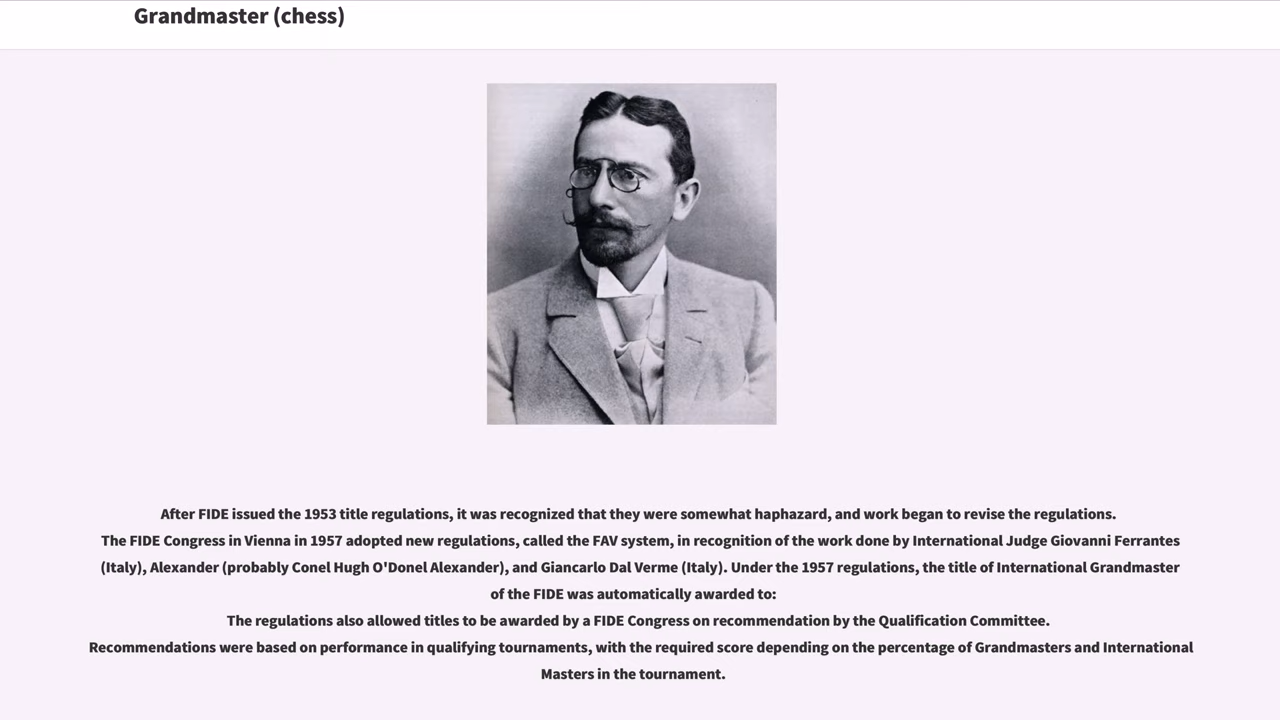 Grandmaster (chess)
After FIDE issued the 1953 title regulations, it was recognized that they were somewhat haphazard, and work began to revise the regulations.
The FIDE Congress in Vienna in 1957 adopted new regulations, called the FAV system, in recognition of the work done by International Judge Giovanni Ferrantes
(Italy), Alexander (probably Conel Hugh O'Donel Alexander), and Giancarlo Dal Verme (Italy). Under the 1957 regulations, the title of International Grandmaster
of the FIDE was automatically awarded to:
The regulations also allowed titles to be awarded by a FIDE Congress on recommendation by the Qualification Committee.
Recommendations were based on performance in qualifying tournaments, with the required score depending on the percentage of Grandmasters and International
Masters in the tournament.